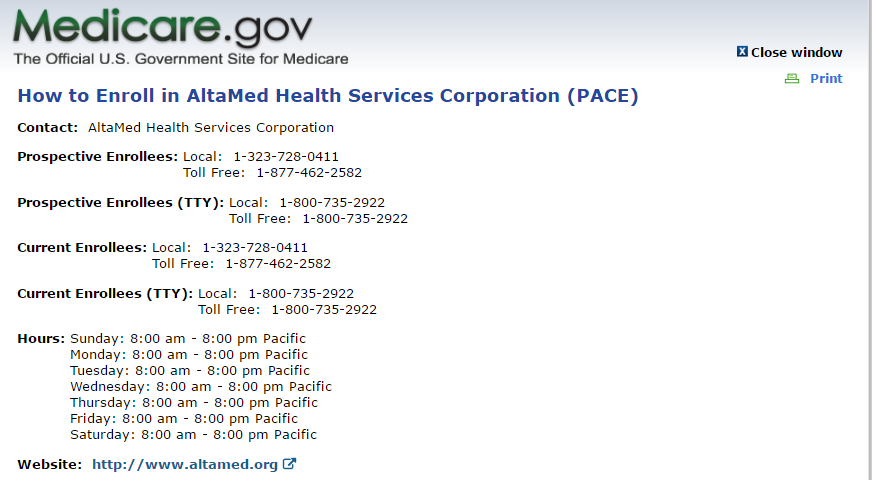 Medicare.gov
The Official U.S. Government Site for Medicare
X Close window
Print
How to Enroll in AltaMed Health Services Corporation (PACE)
Contact: AltaMed Health Services Corporation
Prospective Enrollees: Local: 1-323-728-0411
Toll Free: 1-877-462-2582
Prospective Enrollees (TTY): Local: 1-800-735-2922
Toll Free: 1-800-735-2922
Current Enrollees: Local: 1-323-728-0411
Toll Free: 1-877-462-2582
Current Enrollees (TTY): Local: 1-800-735-2922
Toll Free: 1-800-735-2922
Hours: Sunday: 8:00 am - 8:00 pm Pacific
Monday: 8:00 am - 8:00 pm Pacific
Tuesday: 8:00 am - 8:00 pm Pacific
Wednesday: 8:00 am - 8:00 pm Pacific
Thursday: 8:00 am - 8:00 pm Pacific
Friday: 8:00 am - 8:00 pm Pacific
Saturday: 8:00 am - 8:00 pm Pacific
Website: http://www.altamed.org